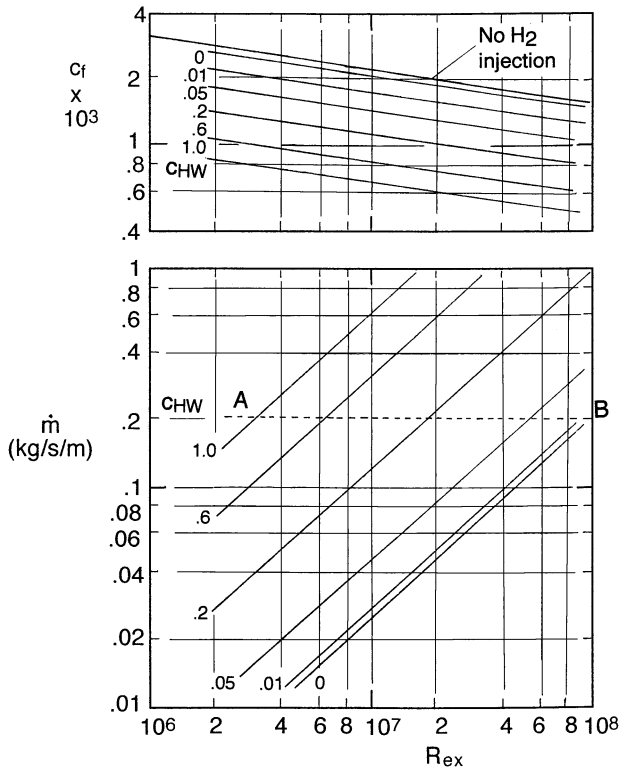 4
2
1
.8
.6
.4
cf
x
10³
0
.01
.05
.2
.6
1.0
CHW
No H2
injection
1
.8
.6
.4
.2
.1
.08
.06
.04
.02
.01
ṁ
(kg/s/m)
CHW
A
B
1.0
.6
.2
.05
.01
0
10⁶ 2 4 6 8 10⁷ 2 4 6 8 10⁸
Rex